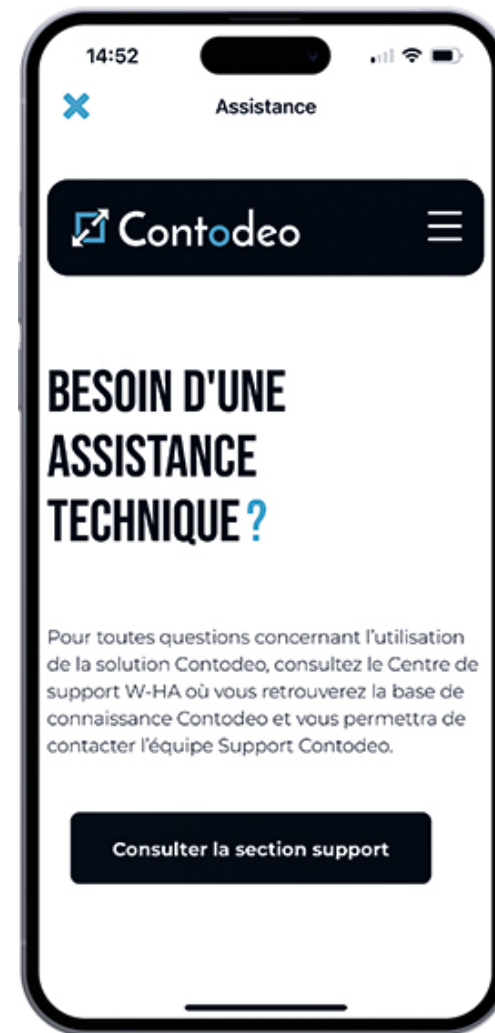 14:52
Assistance
Contodeo
BESOIN D'UNE
ASSISTANCE
TECHNIQUE ?
Pour toutes questions concernant l'utilisation
de la solution Contodeo, consultez le Centre de
support W-HA où vous retrouverez la base de
connaissance Contodeo et vous permettra de
contacter l'équipe Support Contodeo.
Consulter la section support